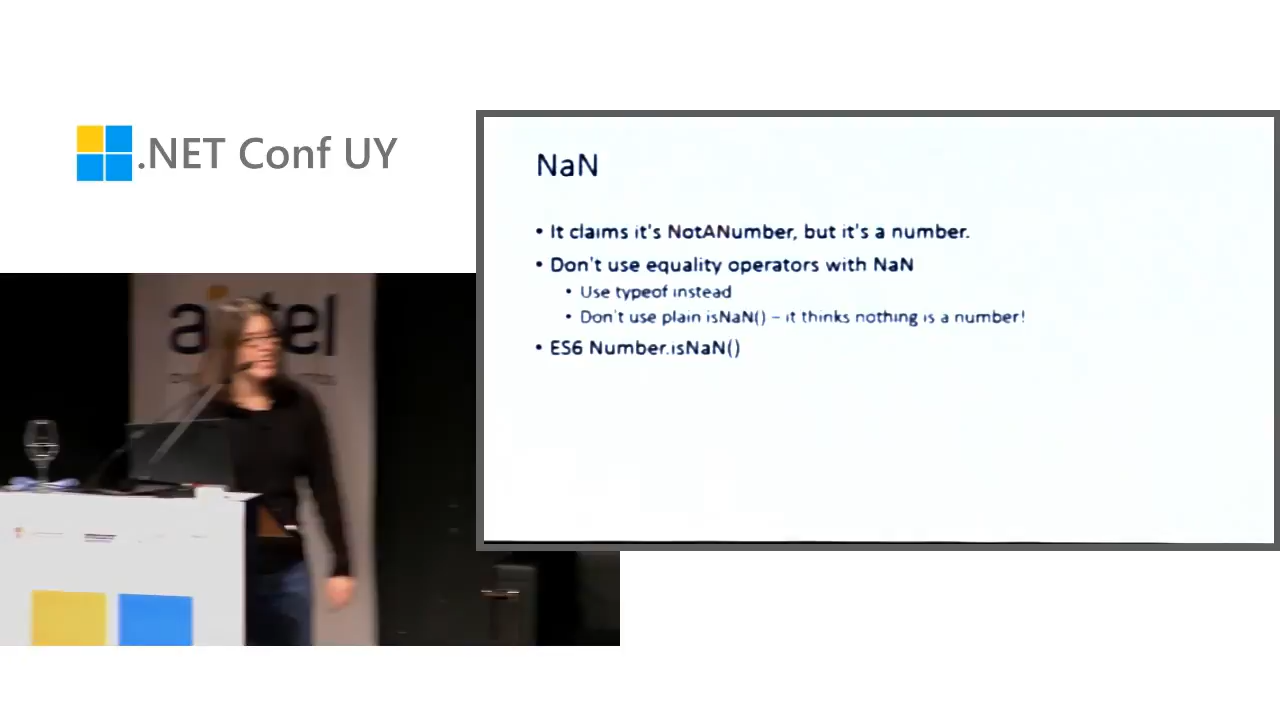 .NET Conf UY
NaN
• It claims it's NotANumber, but it's a number.
• Don't use equality operators with NaN
• Use typeof instead
• Don't use plain isNaN() – it thinks nothing is a number!
• ES6 Number.isNaN()